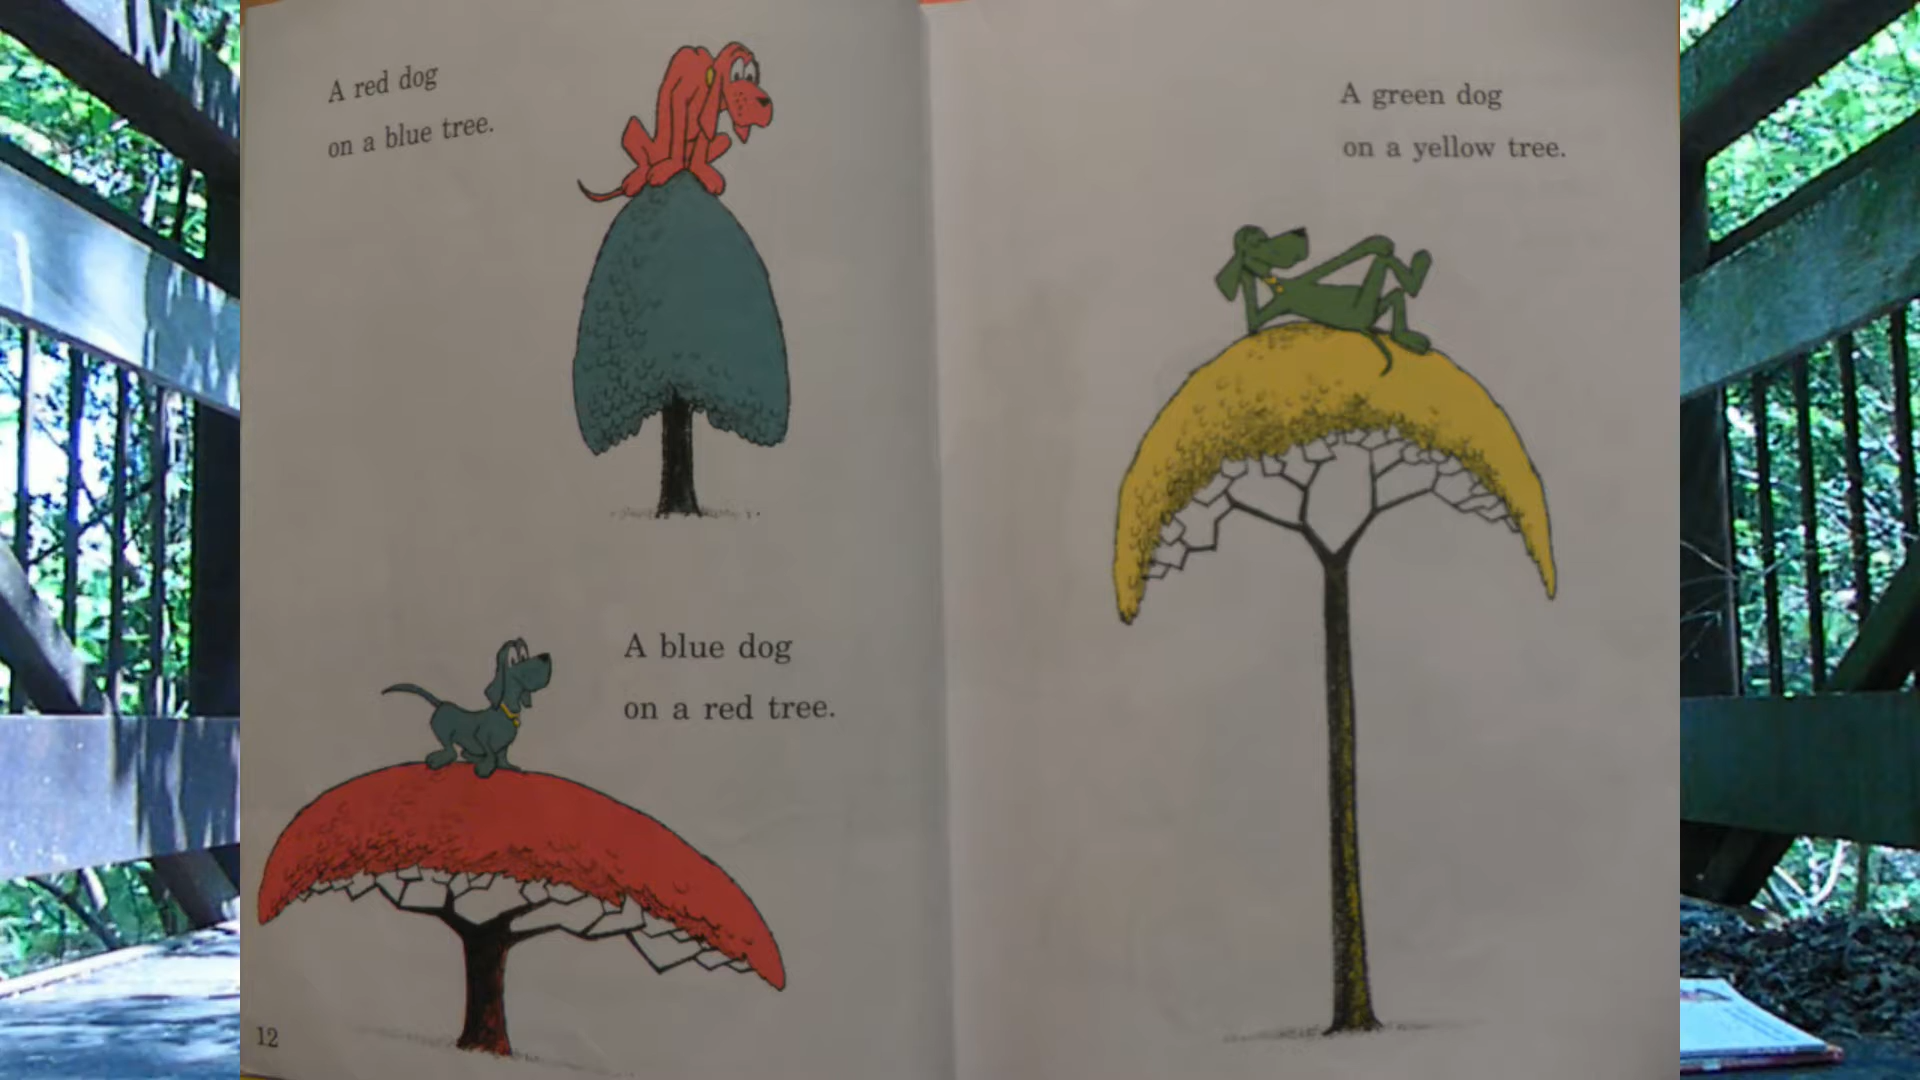 A red dog
on a blue tree.
A blue dog
on a red tree.
12
A green dog
on a yellow tree.